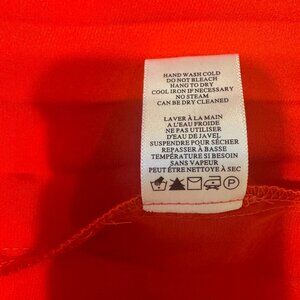 HAND WASH COLD
DO NOT BLEACH
HANG TO DRY
COOL IRON IF NECESSARY
NO STEAM
CAN BE DRY CLEANED
LAVER À LA MAIN
A L'EAU FROIDE
NE PAS UTILISER
D'EAU DE JAVEL
SUSPENDRE POUR SÉCHER
REPASSER À BASSE
TEMPÉRATURE SI BESOIN
SANS VAPEUR
PEUT ÊTRE NETTOYE À SEC
P